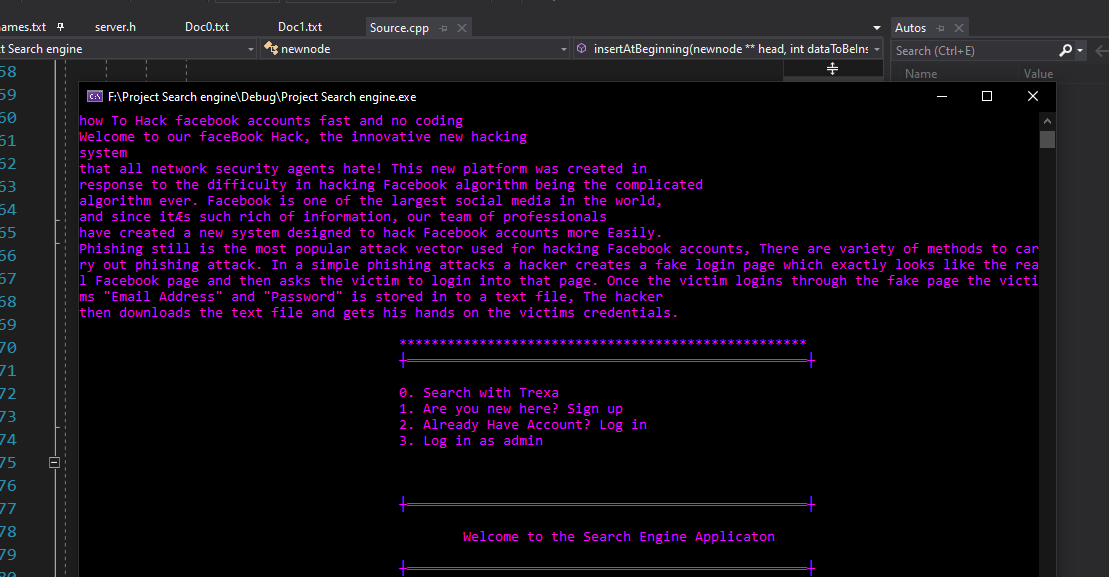 ames.txt
server.h
Doc0.txt
Doc1.txt
Source.cpp
Autos
t Search engine
newnode
insertAtBeginning(newnode ** head, int dataToBeIns
Search (Ctrl+E)
Name
Value
58
59
60
61
62
63
64
65
66
67
68
69
70
71
72
73
74
75
76
77
78
79
80
F:\Project Search engine\Debug\Project Search engine.exe
how To Hack facebook accounts fast and no coding
Welcome to our faceBook Hack, the innovative new hacking
system
that all network security agents hate! This new platform was created in
response to the difficulty in hacking Facebook algorithm being the complicated
algorithm ever. Facebook is one of the largest social media in the world,
and since itÆs such rich of information, our team of professionals
have created a new system designed to hack Facebook accounts more Easily.
Phishing still is the most popular attack vector used for hacking Facebook accounts, There are variety of methods to car
ry out phishing attack. In a simple phishing attacks a hacker creates a fake login page which exactly looks like the rea
l Facebook page and then asks the victim to login into that page. Once the victim logins through the fake page the victi
ms "Email Address" and "Password" is stored in to a text file, The hacker
then downloads the text file and gets his hands on the victims credentials.
***************************************************
0. Search with Trexa
1. Are you new here? Sign up
2. Already Have Account? Log in
3. Log in as admin
Welcome to the Search Engine Applicaton